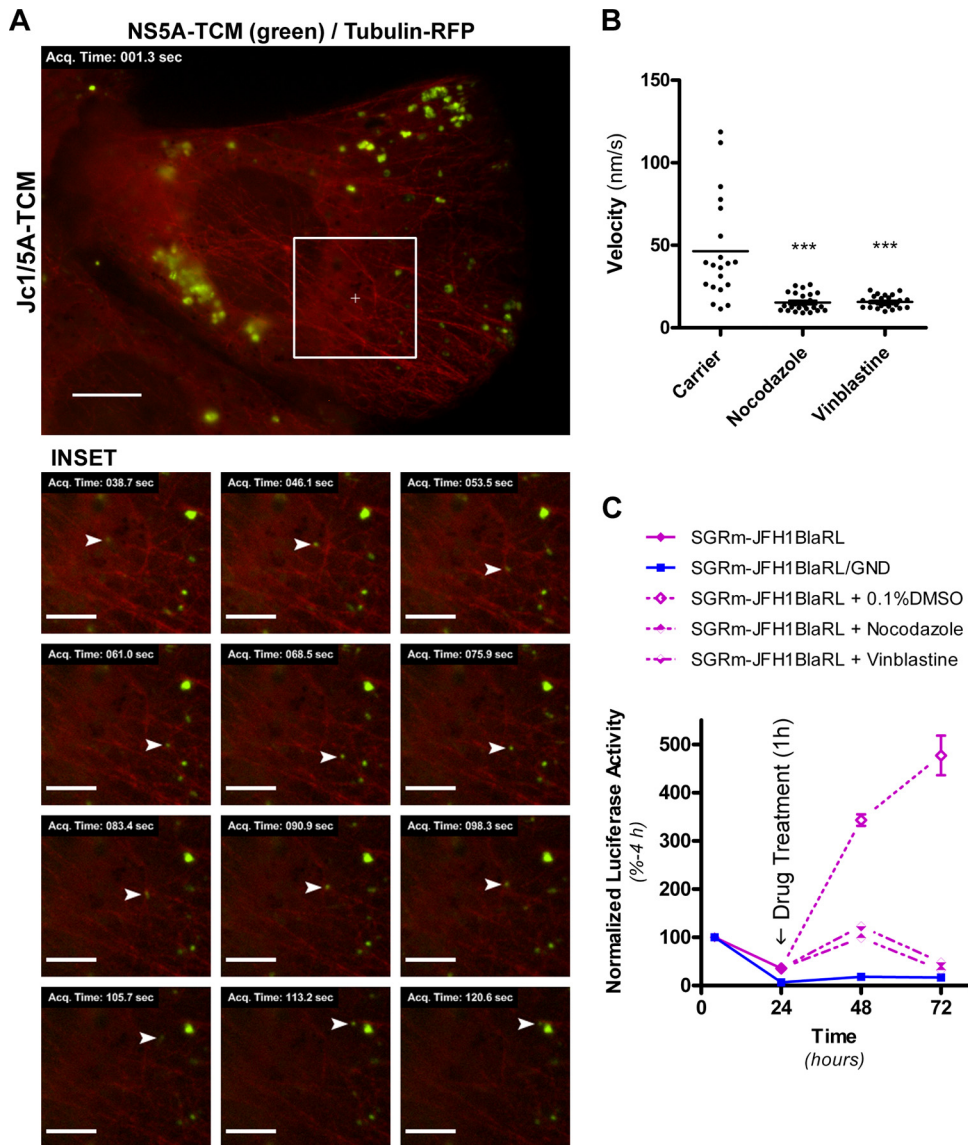 A
NS5A-TCM (green) / Tubulin-RFP
Jc1/5A-TCM
Acq. Time: 001.3 sec
INSET
Acq. Time: 038.7 sec
Acq. Time: 046.1 sec
Acq. Time: 053.5 sec
Acq. Time: 061.0 sec
Acq. Time: 068.5 sec
Acq. Time: 075.9 sec
Acq. Time: 083.4 sec
Acq. Time: 090.9 sec
Acq. Time: 098.3 sec
Acq. Time: 105.7 sec
Acq. Time: 113.2 sec
Acq. Time: 120.6 sec
B
Velocity (nm/s)
150
100
50
0
***
***
Carrier
Nocodazole
Vinblastine
C
SGRm-JFH1BlaRL
SGRm-JFH1BlaRL/GND
SGRm-JFH1BlaRL + 0.1%DMSO
SGRm-JFH1BlaRL + Nocodazole
SGRm-JFH1BlaRL + Vinblastine
Normalized Luciferase Activity
(%-4 h)
500
400
300
200
100
0
Drug Treatment (1h)
0
24
48
72
Time
(hours)